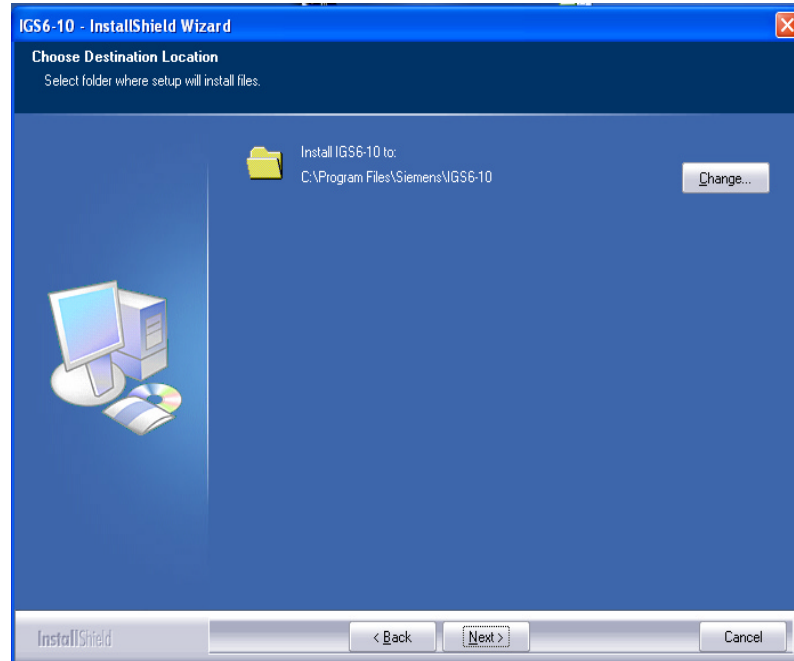 IGS6-10 - InstallShield Wizard
Choose Destination Location
Select folder where setup will install files.
Install IGS6-10 to:
C:\Program Files\Siemens\IGS6-10
Change...
InstallShield
< Back
Next >
Cancel